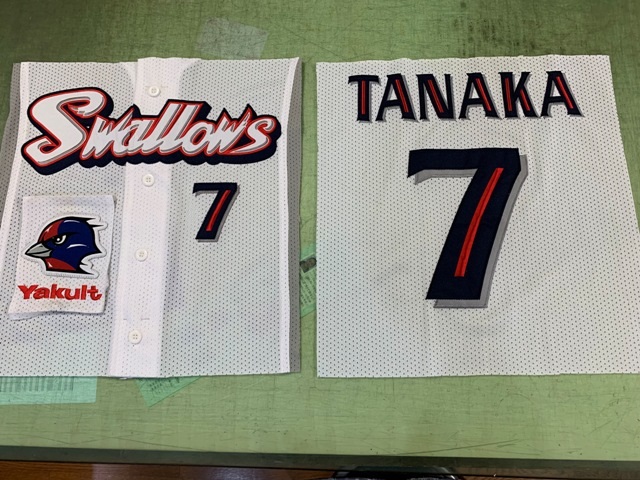 Swallows
7
Yakult
TANAKA
7